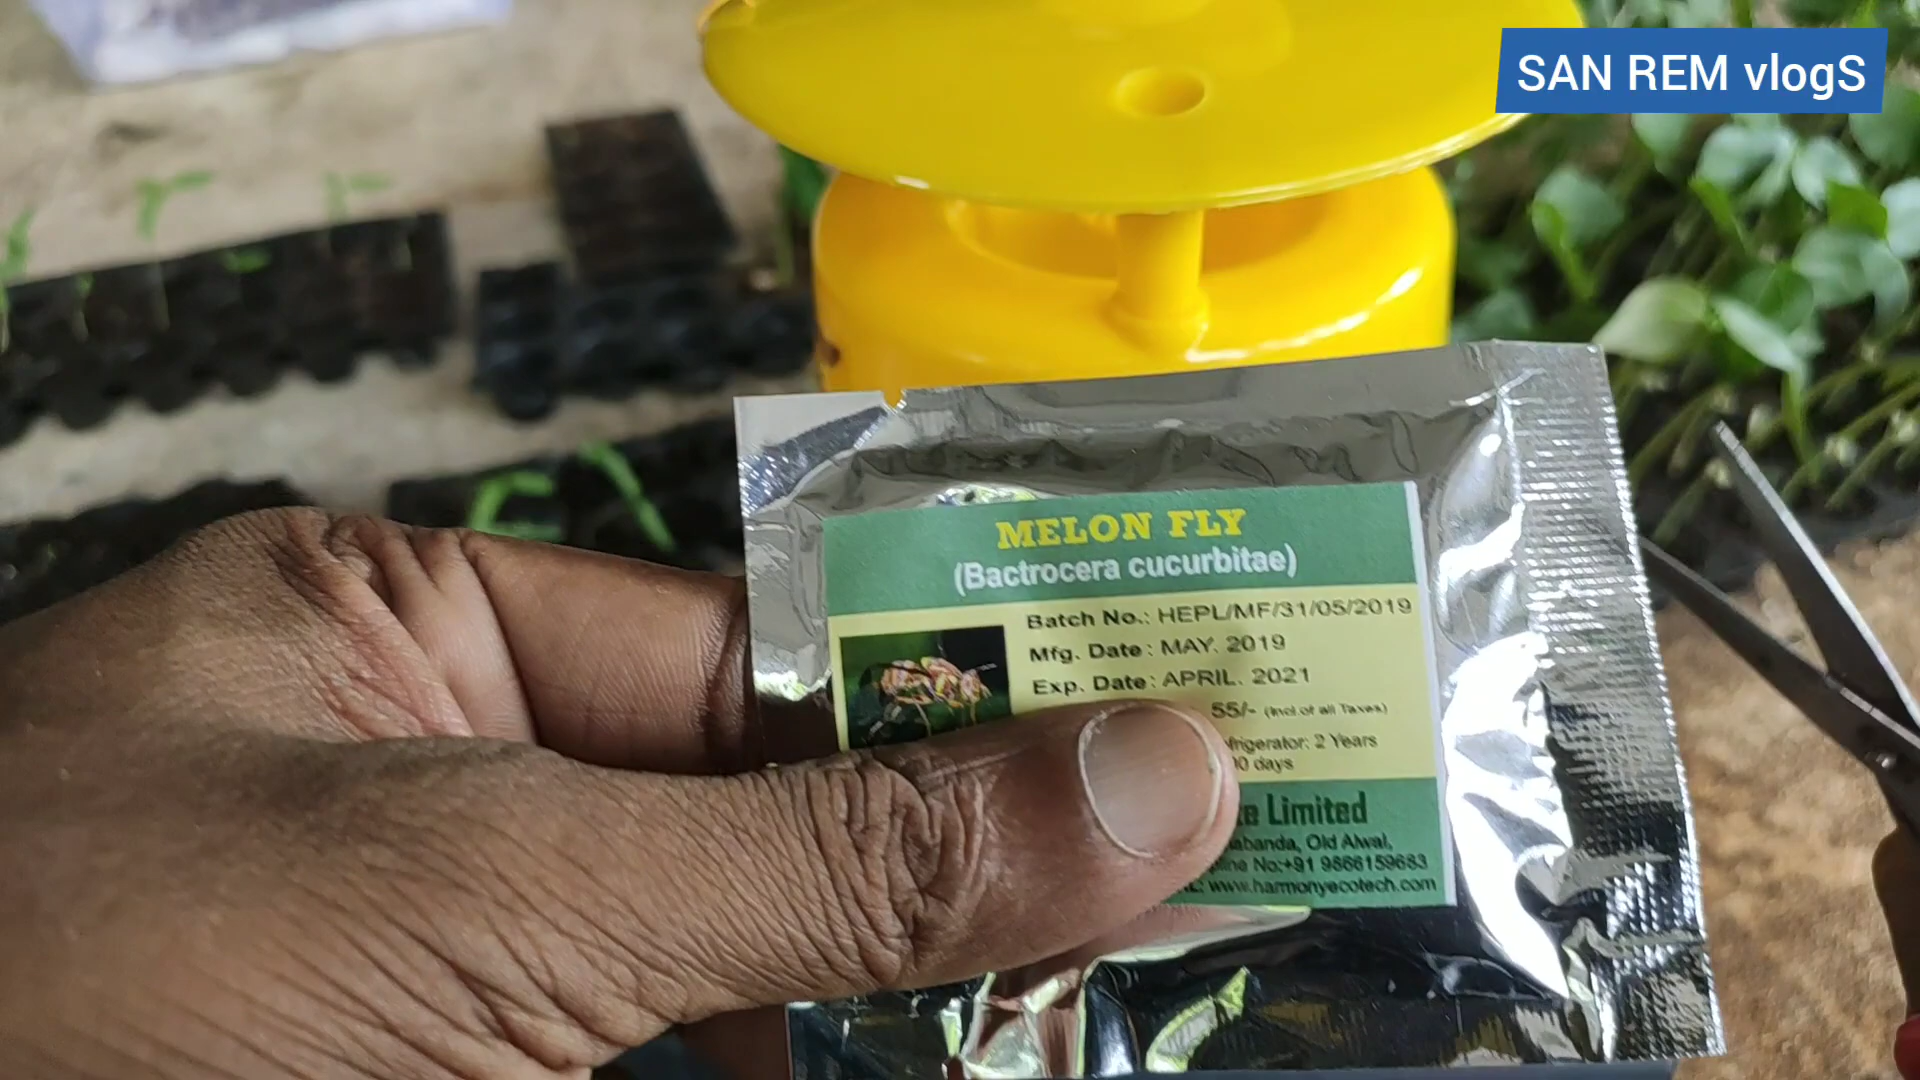 SAN REM vlogS
MELON FLY
(Bactrocera cucurbitae)
Batch No.: HEPL/MF/31/05/2019
Mfg. Date : MAY. 2019
Exp. Date : APRIL. 2021
55/- (Incl.of all Taxes)
2 Years
days
Limited
Old Alwal,
No:+91 9866159683
www.harmonyecotech.com